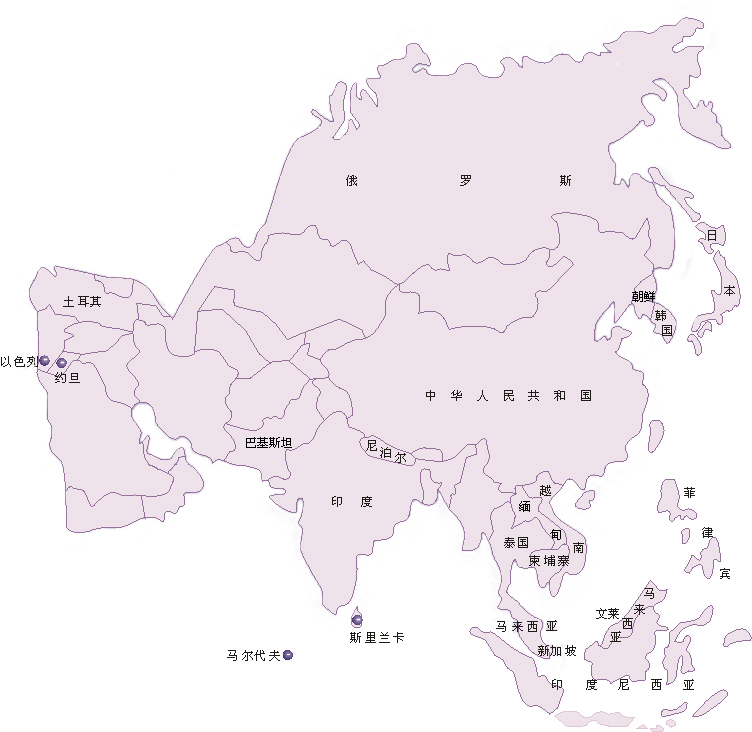 俄罗斯
日本
土耳其
朝鲜
韩国
以色列
约旦
中华人民共和国
巴基斯坦
尼泊尔
印度
越南
缅甸
泰国
柬埔寨
菲律宾
斯里兰卡
马尔代夫
马来西亚
文莱
马来西亚
新加坡
印度尼西亚